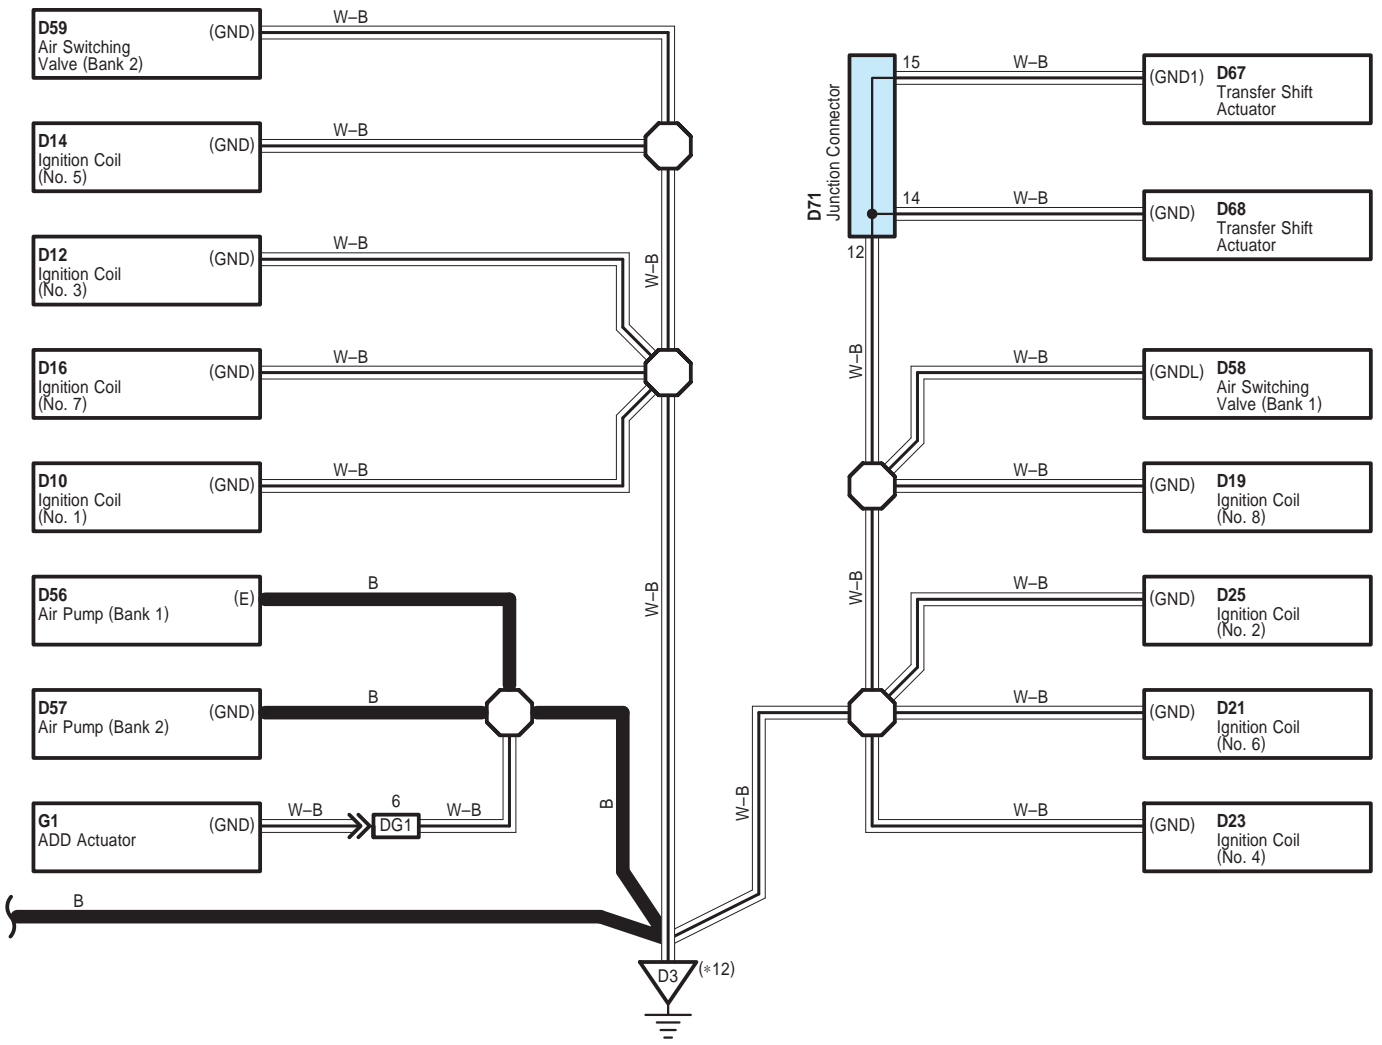 D59 (GND)
Air Switching
Valve (Bank 2)
W–B
D14 (GND)
Ignition Coil
(No. 5)
W–B
D12 (GND)
Ignition Coil
(No. 3)
W–B
W–B
D16 (GND)
Ignition Coil
(No. 7)
W–B
D10 (GND)
Ignition Coil
(No. 1)
W–B
D56 (E)
Air Pump (Bank 1)
B
W–B
D57 (GND)
Air Pump (Bank 2)
B
G1 (GND)
ADD Actuator
W–B
6
DG1
W–B
B
B
D3
(∗12)
D71
Junction Connector
15
W–B
(GND1) D67
Transfer Shift
Actuator
14
W–B
(GND) D68
Transfer Shift
Actuator
12
W–B
W–B
(GNDL) D58
Air Switching
Valve (Bank 1)
W–B
(GND) D19
Ignition Coil
(No. 8)
W–B
W–B
(GND) D25
Ignition Coil
(No. 2)
W–B
(GND) D21
Ignition Coil
(No. 6)
W–B
W–B
(GND) D23
Ignition Coil
(No. 4)